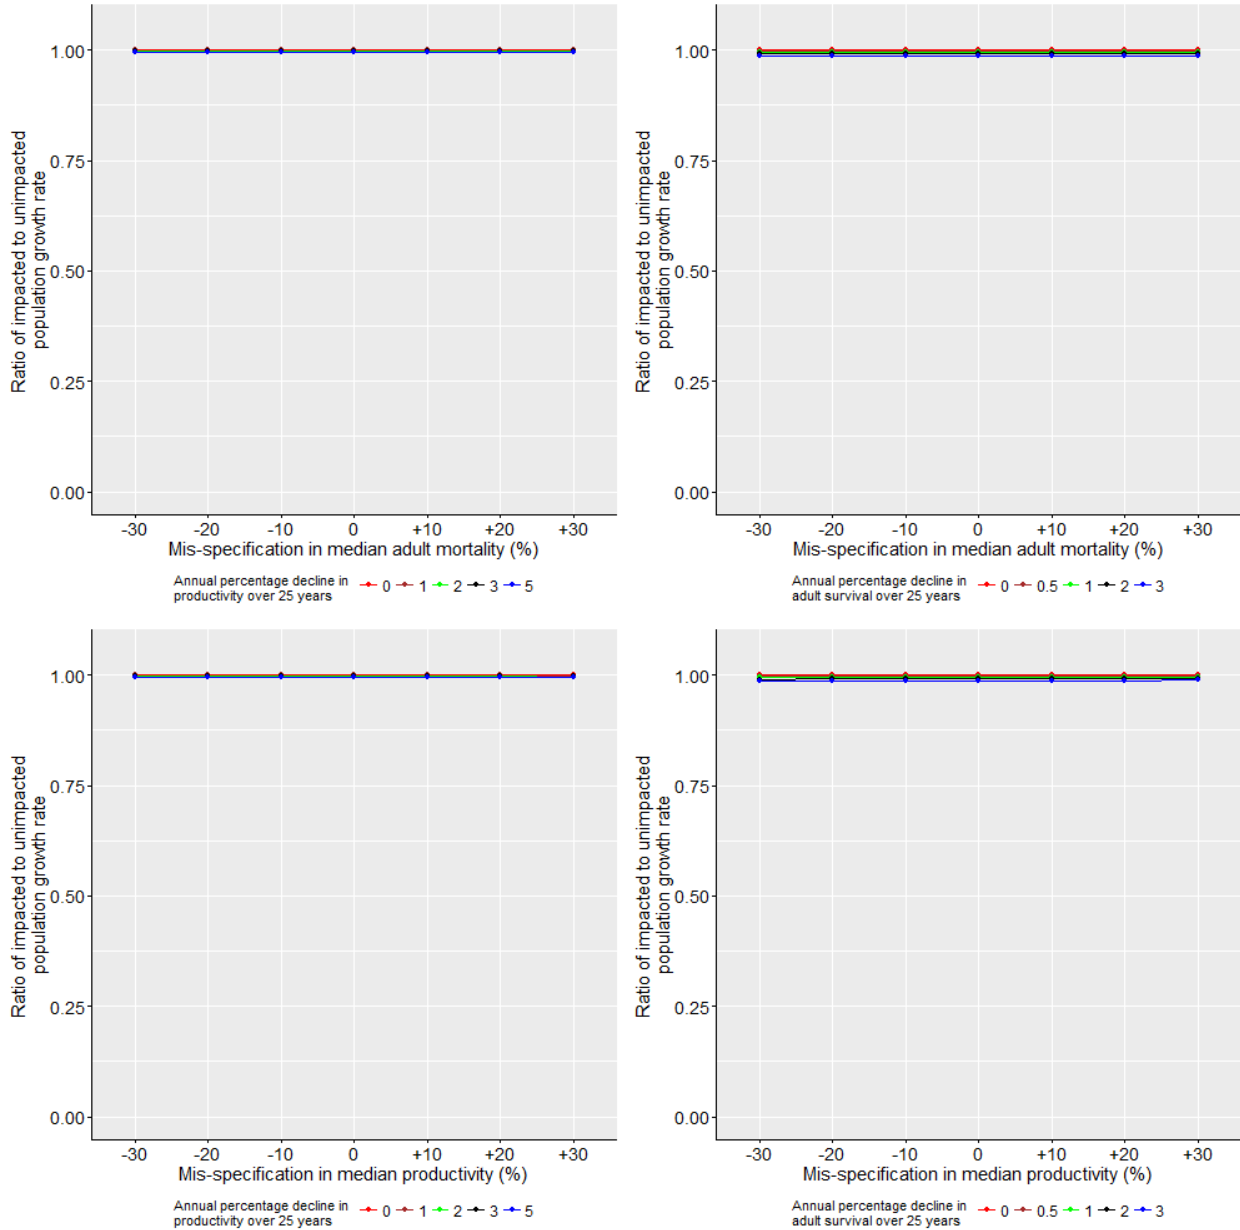 Ratio of impacted to unimpacted
population growth rate
1.00
0.75
0.50
0.25
0.00
-30 -20 -10 0 +10 +20 +30
Mis-specification in median adult mortality (%)
Annual percentage decline in
productivity over 25 years
0 1 2 3 5
Ratio of impacted to unimpacted
population growth rate
1.00
0.75
0.50
0.25
0.00
-30 -20 -10 0 +10 +20 +30
Mis-specification in median adult mortality (%)
Annual percentage decline in
adult survival over 25 years
0 0.5 1 2 3
Ratio of impacted to unimpacted
population growth rate
1.00
0.75
0.50
0.25
0.00
-30 -20 -10 0 +10 +20 +30
Mis-specification in median productivity (%)
Annual percentage decline in
productivity over 25 years
0 1 2 3 5
Ratio of impacted to unimpacted
population growth rate
1.00
0.75
0.50
0.25
0.00
-30 -20 -10 0 +10 +20 +30
Mis-specification in median productivity (%)
Annual percentage decline in
adult survival over 25 years
0 0.5 1 2 3